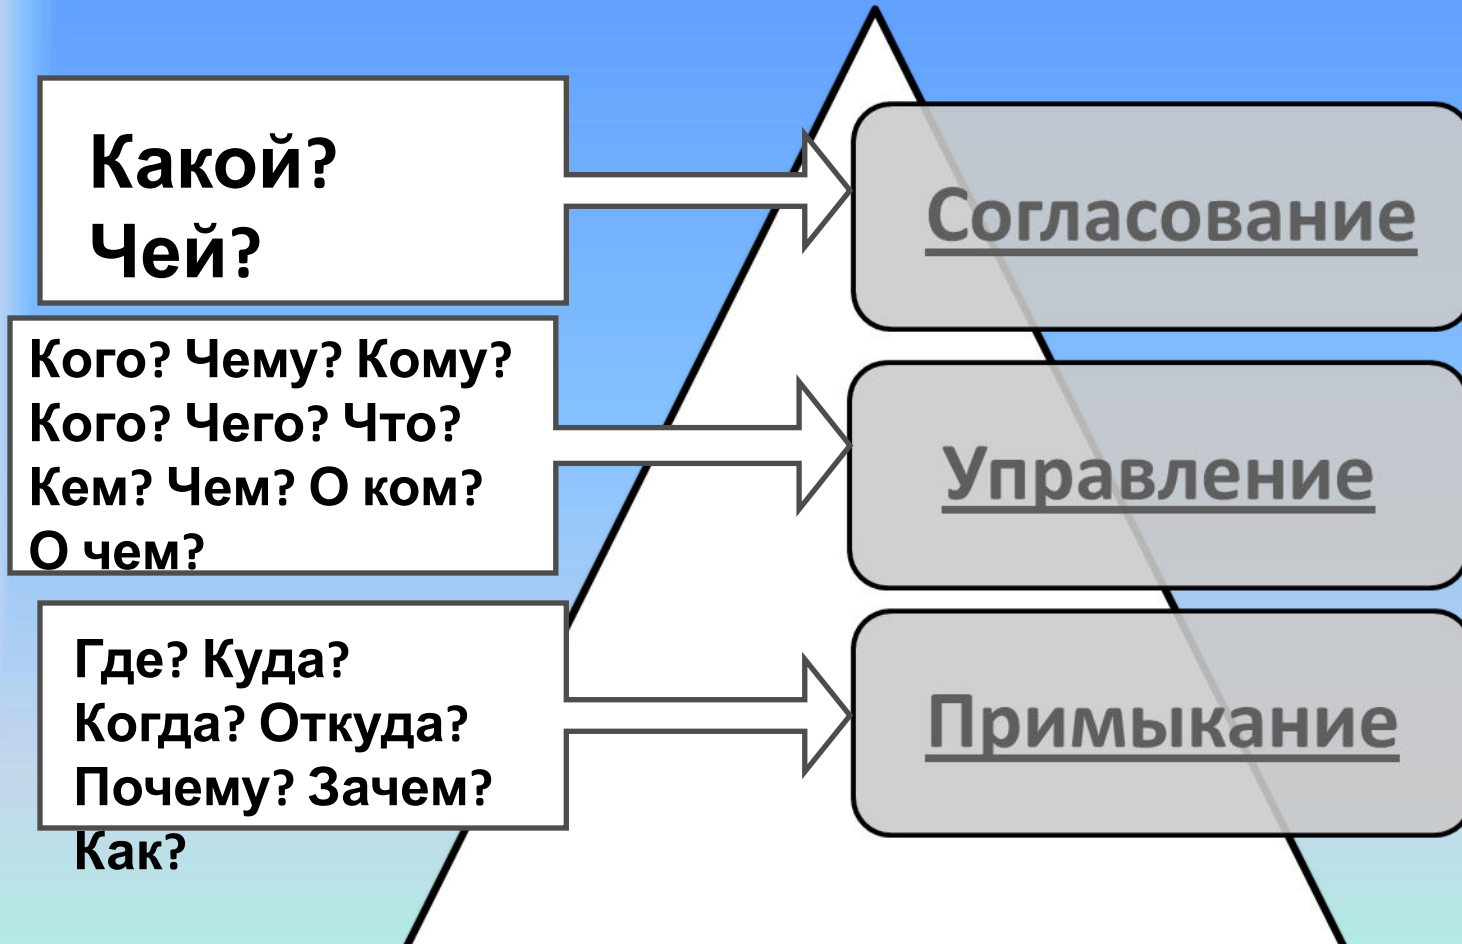 Какой?
Чей?
Согласование
Кого? Чему? Кому?
Кого? Чего? Что?
Кем? Чем? О ком?
О чем?
Управление
Где? Куда?
Когда? Откуда?
Почему? Зачем?
Как?
Примыкание